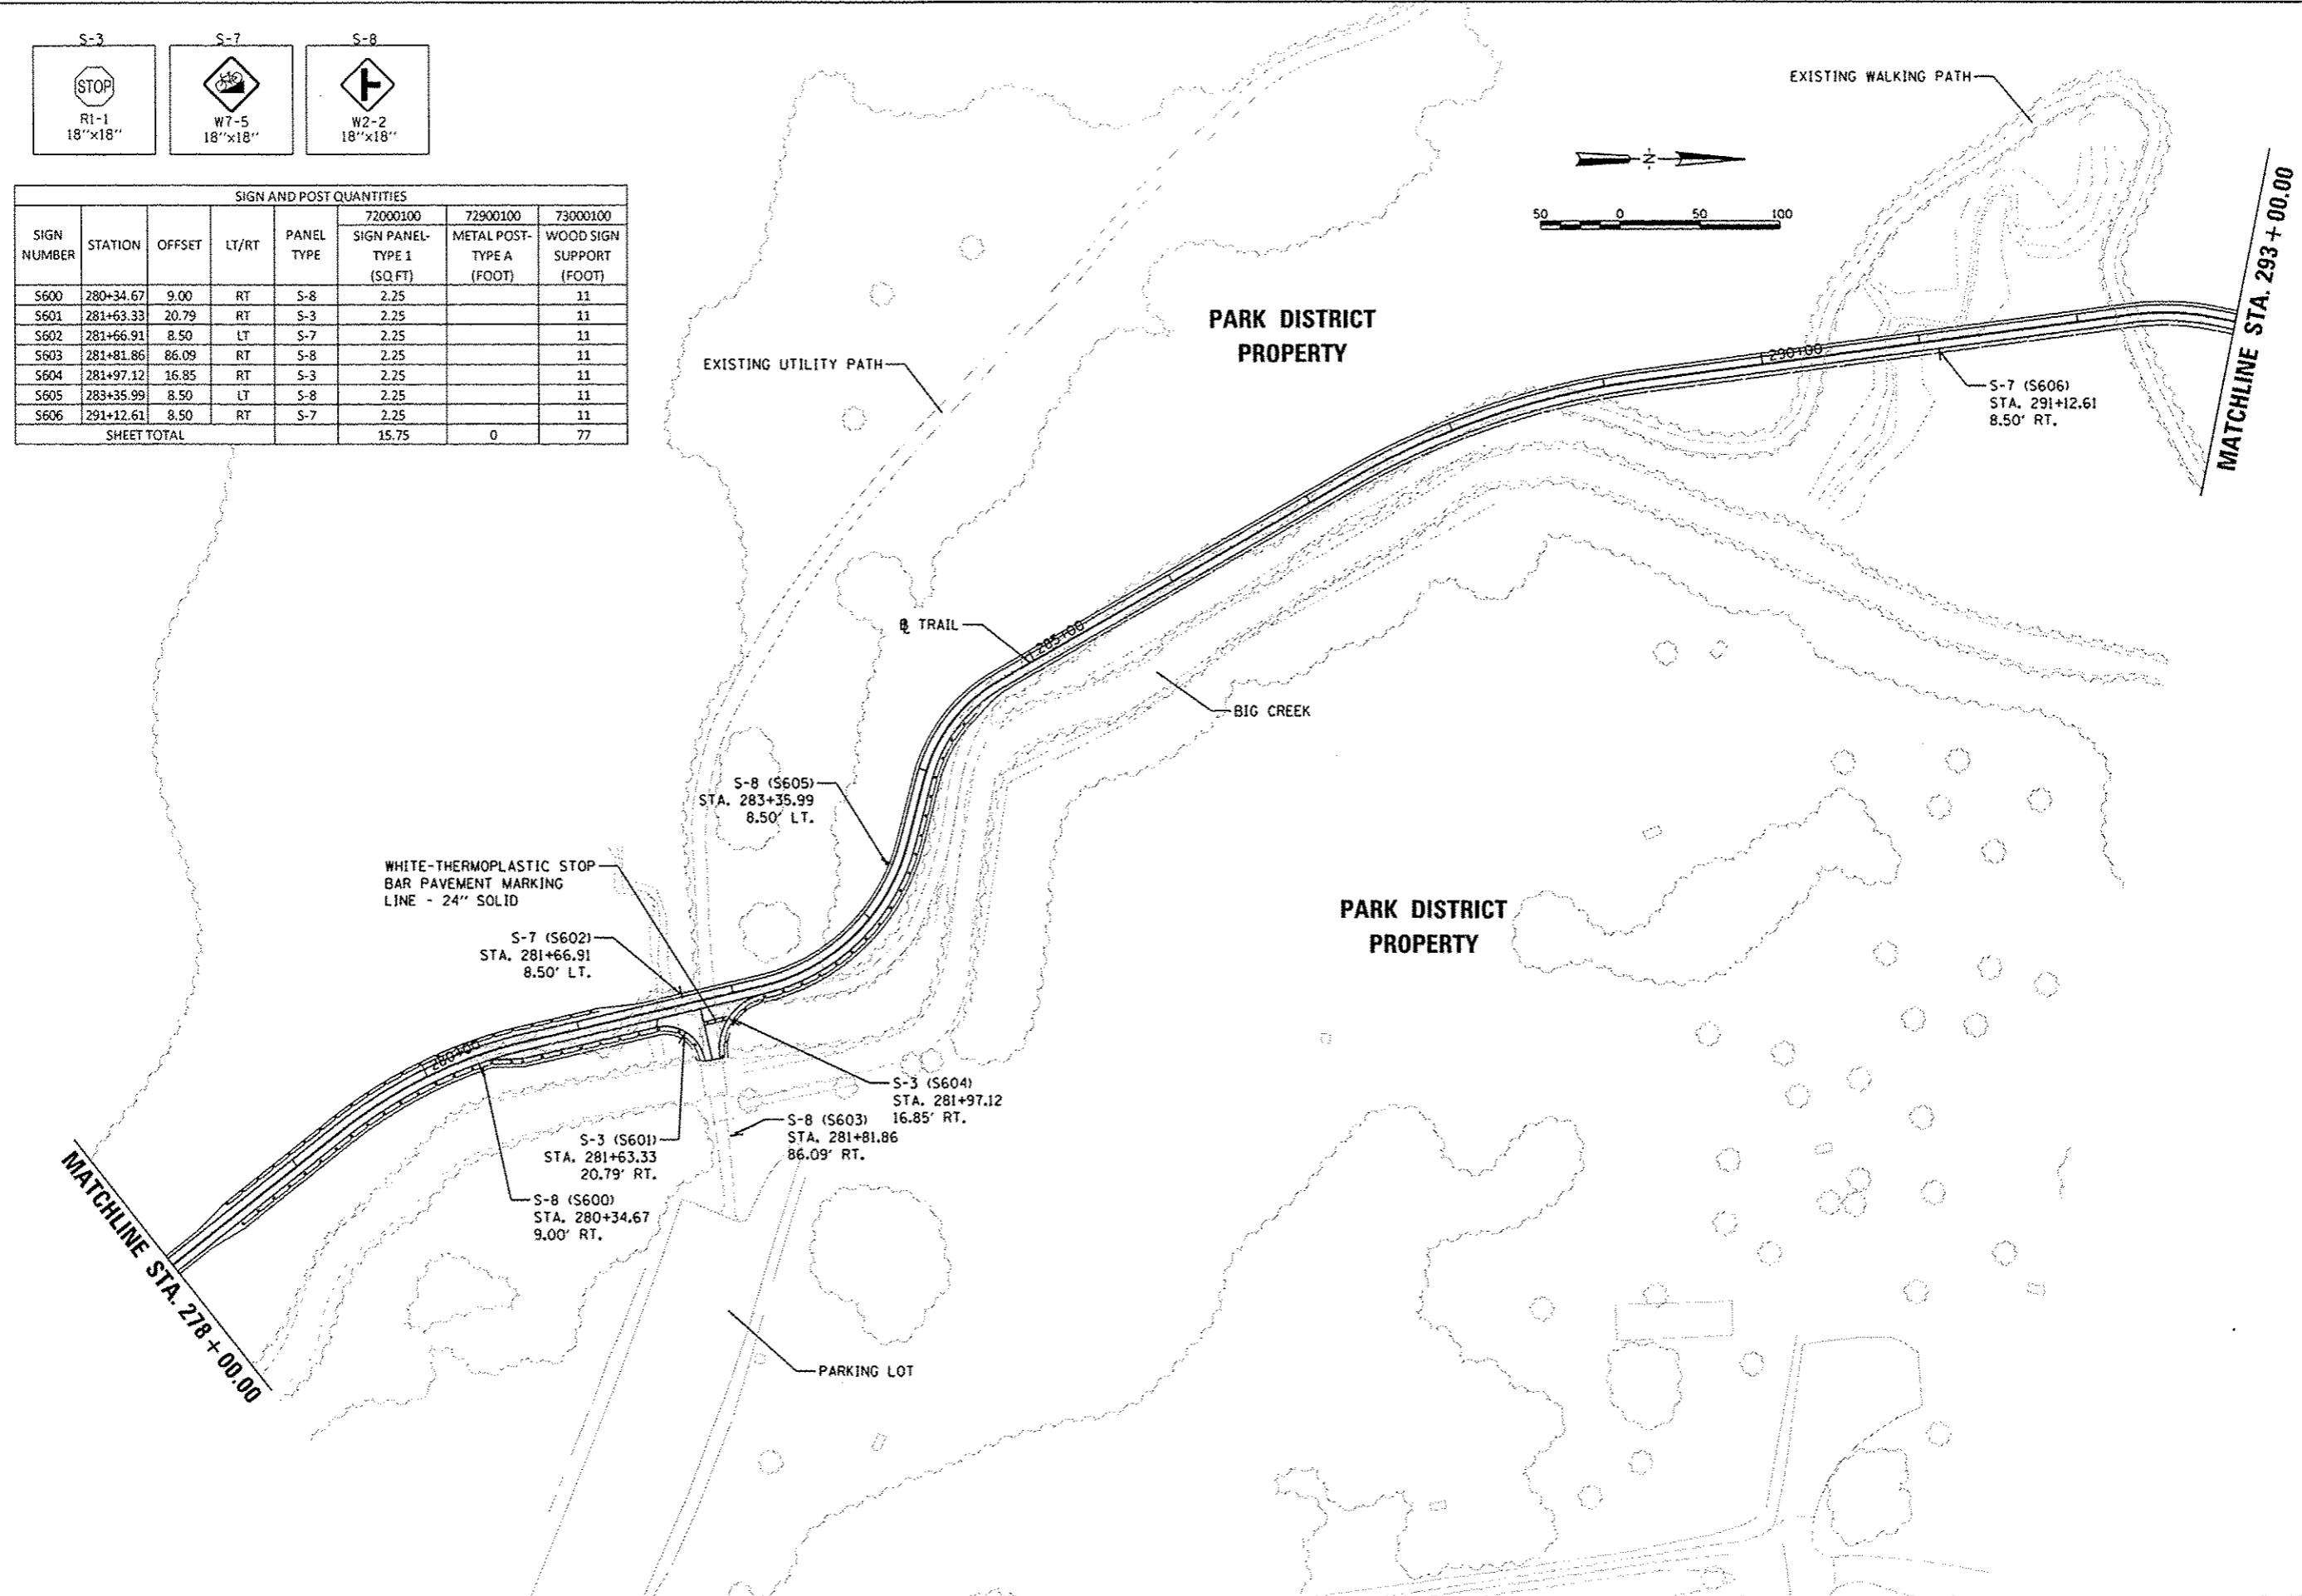 S-3
STOP
R1-1
18''x18''
S-7
W7-5
18''x18''
S-8
W2-2
18''x18''
SIGN AND POST QUANTITIES
SIGN NUMBER STATION OFFSET LT/RT PANEL TYPE 72000100 SIGN PANEL- TYPE 1 (SQ FT) 72900100 METAL POST- TYPE A (FOOT) 73000100 WOOD SIGN SUPPORT (FOOT)
S600 280+34.67 9.00 RT S-8 2.25 11
S601 281+63.33 20.79 RT S-3 2.25 11
S602 281+66.91 8.50 LT S-7 2.25 11
S603 281+81.86 86.09 RT S-8 2.25 11
S604 281+97.12 16.85 RT S-3 2.25 11
S605 283+35.99 8.50 LT S-8 2.25 11
S606 291+12.61 8.50 RT S-7 2.25 11
SHEET TOTAL 15.75 0 77
EXISTING WALKING PATH
N
50 0 50 100
MATCHLINE STA. 293+00.00
PARK DISTRICT
PROPERTY
EXISTING UTILITY PATH
290+00
S-7 (S606)
STA. 291+12.61
8.50' RT.
℄ TRAIL
285+00
BIG CREEK
S-8 (S605)
STA. 283+35.99
8.50' LT.
WHITE-THERMOPLASTIC STOP
BAR PAVEMENT MARKING
LINE - 24'' SOLID
S-7 (S602)
STA. 281+66.91
8.50' LT.
PARK DISTRICT
PROPERTY
280+00
S-3 (S604)
STA. 281+97.12
16.85' RT.
S-8 (S603)
STA. 281+81.86
86.09' RT.
S-3 (S601)
STA. 281+63.33
20.79' RT.
S-8 (S600)
STA. 280+34.67
9.00' RT.
MATCHLINE STA. 278+00.00
PARKING LOT